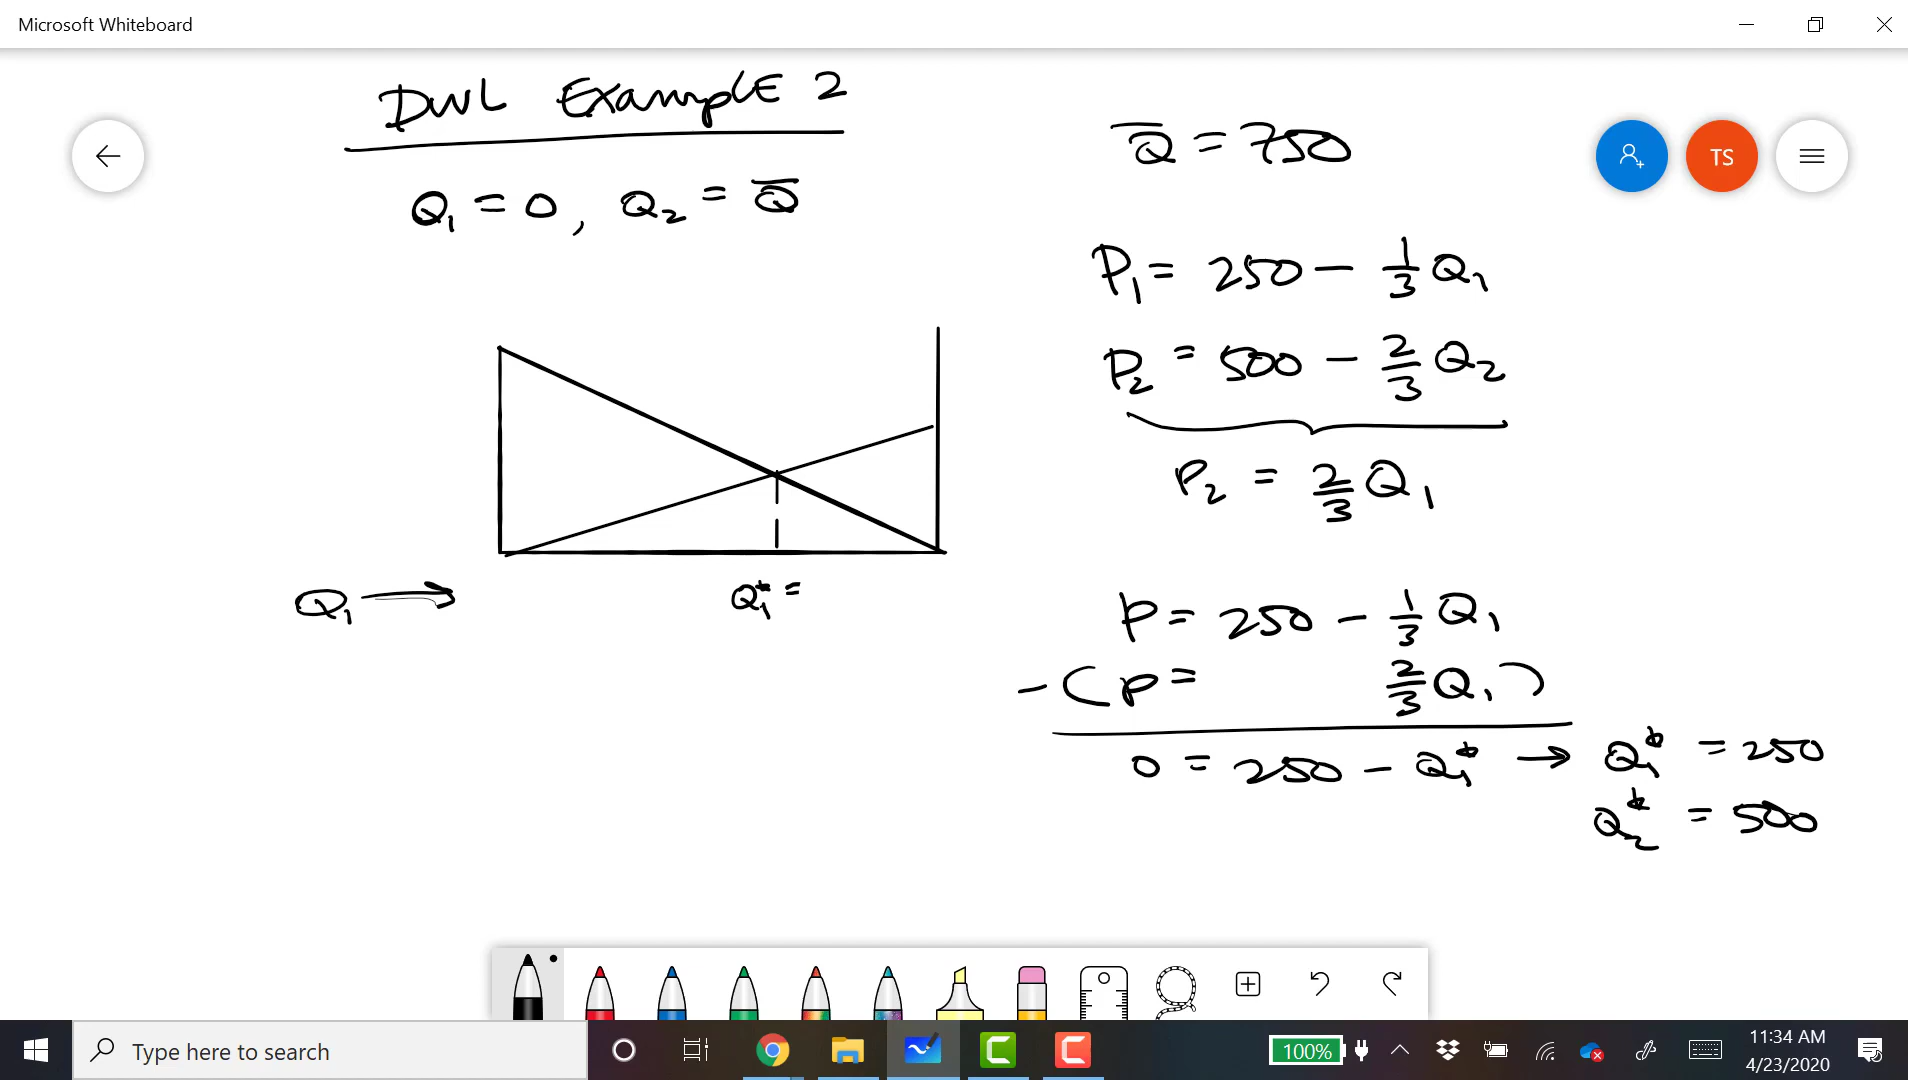 Microsoft Whiteboard
DWL Example 2
Q₁ = 0, Q₂ = Q̅
Q̅ = 750
TS
P₁ = 250 - 1/3 Q₁
P₂ = 500 - 2/3 Q₂
P₂ = 2/3 Q₁
Q₁ →
Q₁* =
P = 250 - 1/3 Q₁
- (P = 2/3 Q₁)
0 = 250 - Q₁* → Q₁* = 250
Q₂* = 500
Type here to search
100%
11:34 AM
4/23/2020